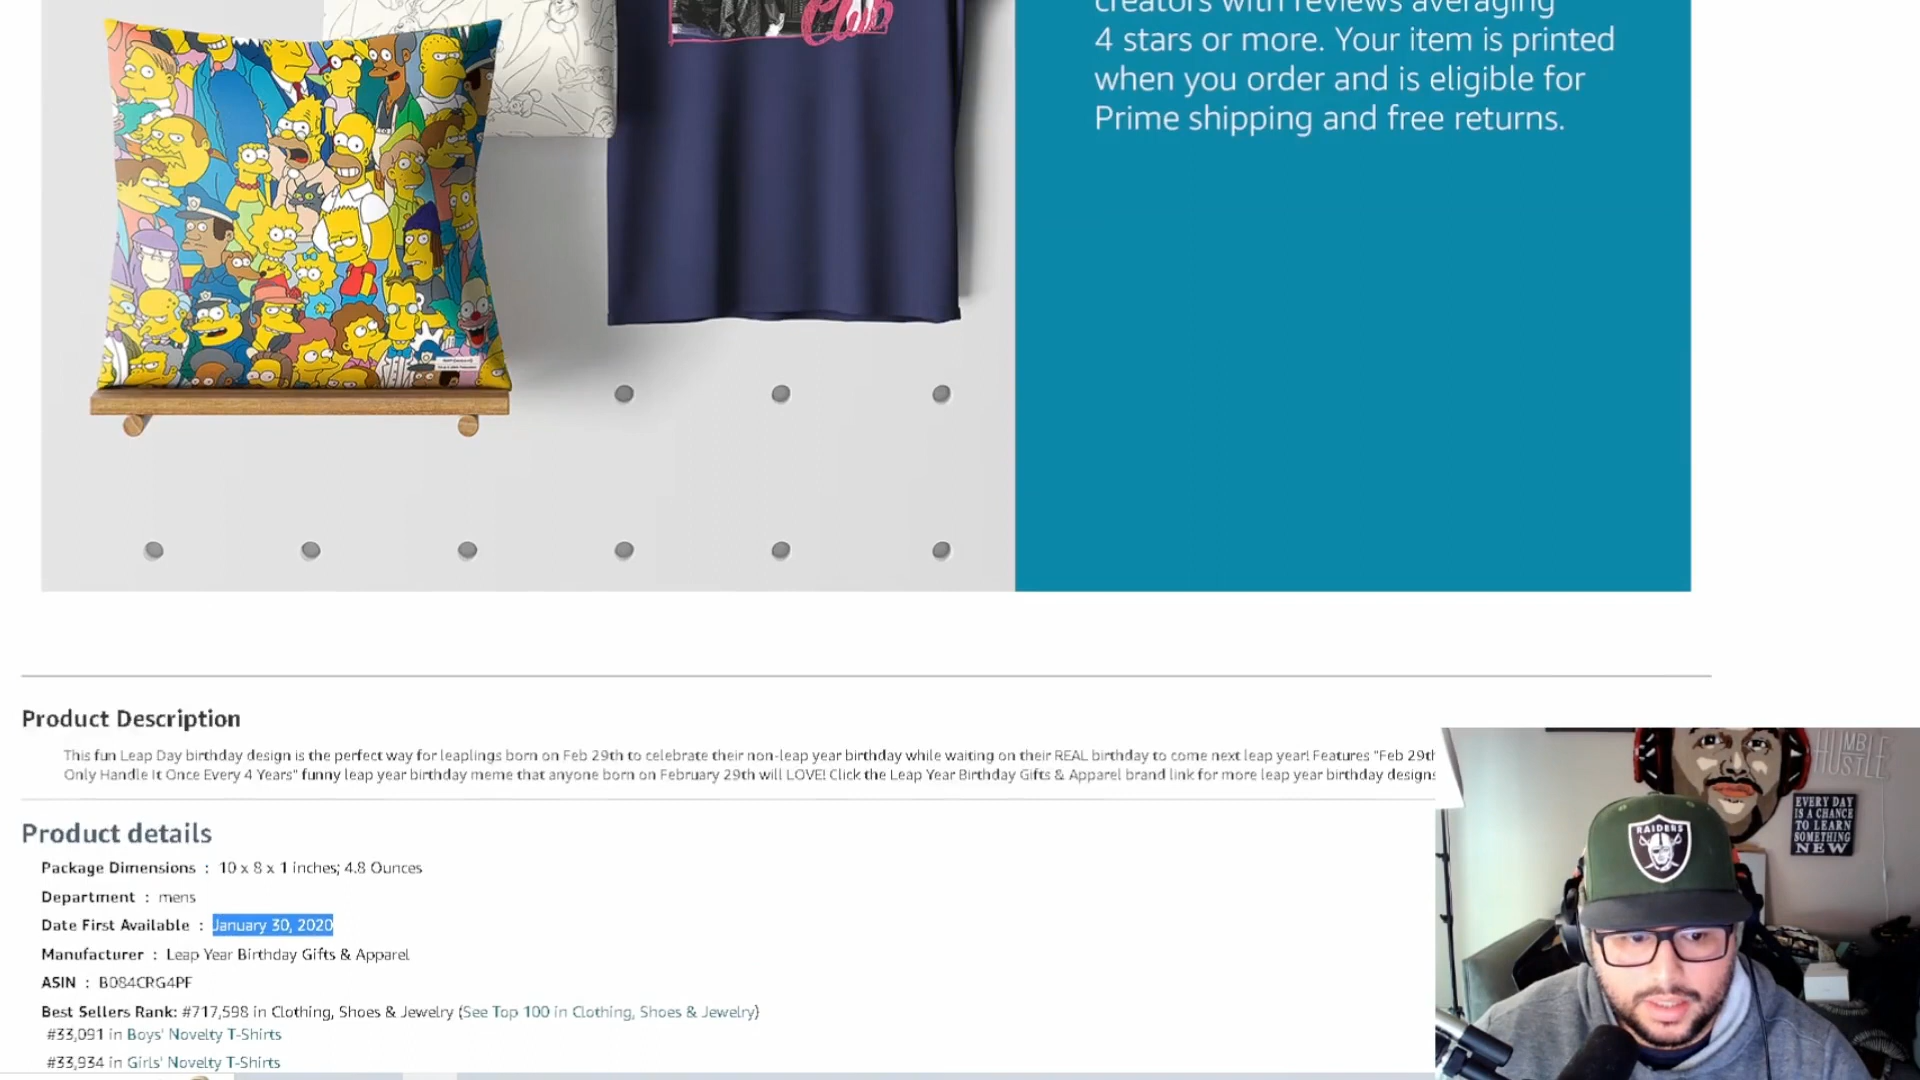 creators with reviews averaging
4 stars or more. Your item is printed
when you order and is eligible for
Prime shipping and free returns.
Product Description
This fun Leap Day birthday design is the perfect way for leaplings born on Feb 29th to celebrate their non-leap year birthday while waiting on their REAL birthday to come next leap year! Features "Feb 29th
Only Handle It Once Every 4 Years" funny leap year birthday meme that anyone born on February 29th will LOVE! Click the Leap Year Birthday Gifts & Apparel brand link for more leap year birthday designs
Product details
Package Dimensions : 10 x 8 x 1 inches; 4.8 Ounces
Department : mens
Date First Available : January 30, 2020
Manufacturer : Leap Year Birthday Gifts & Apparel
ASIN : B084CRG4PF
Best Sellers Rank: #717,598 in Clothing, Shoes & Jewelry (See Top 100 in Clothing, Shoes & Jewelry)
#33,091 in Boys' Novelty T-Shirts
#33,934 in Girls' Novelty T-Shirts
HUMBLE
HUSTLE
EVERY DAY
IS A CHANCE
TO LEARN
SOMETHING
NEW
RAIDERS